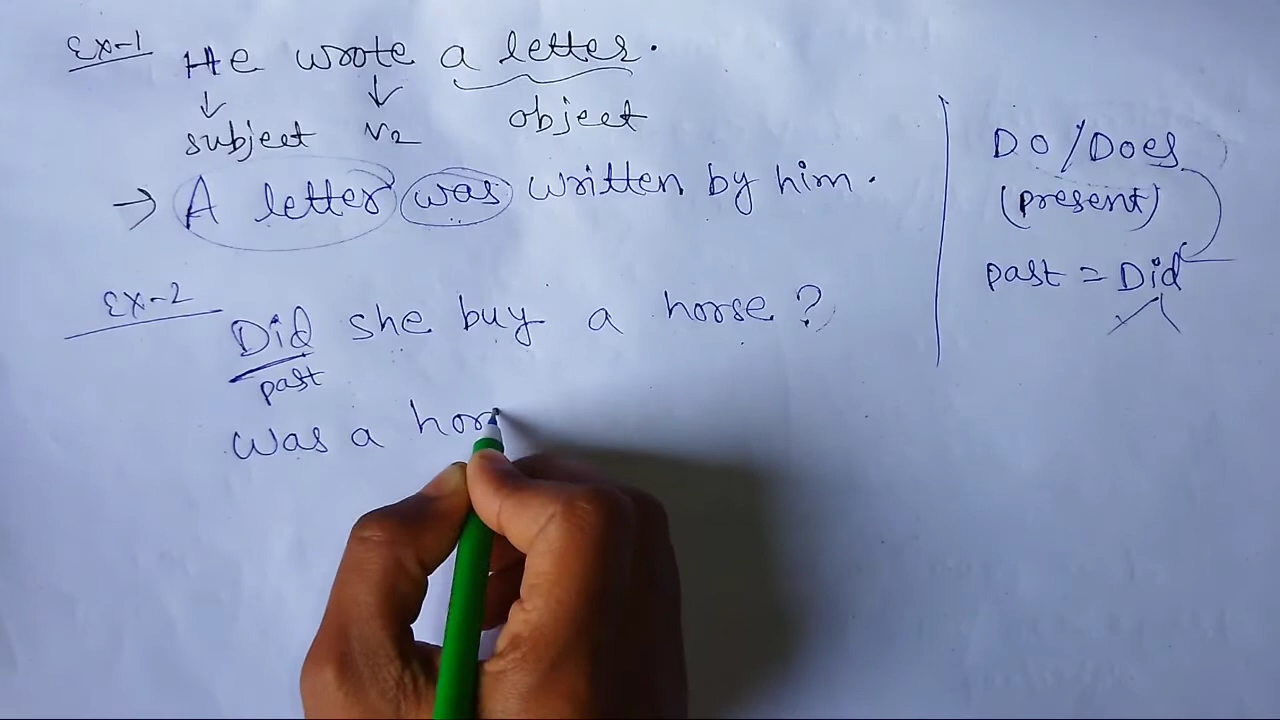 Ex-1 He wrote a letter.
subject V2 object
→ A letter was written by him.
Ex-2
Did she buy a horse?
past
Was a hor
Do/Does
(present)
past = Did